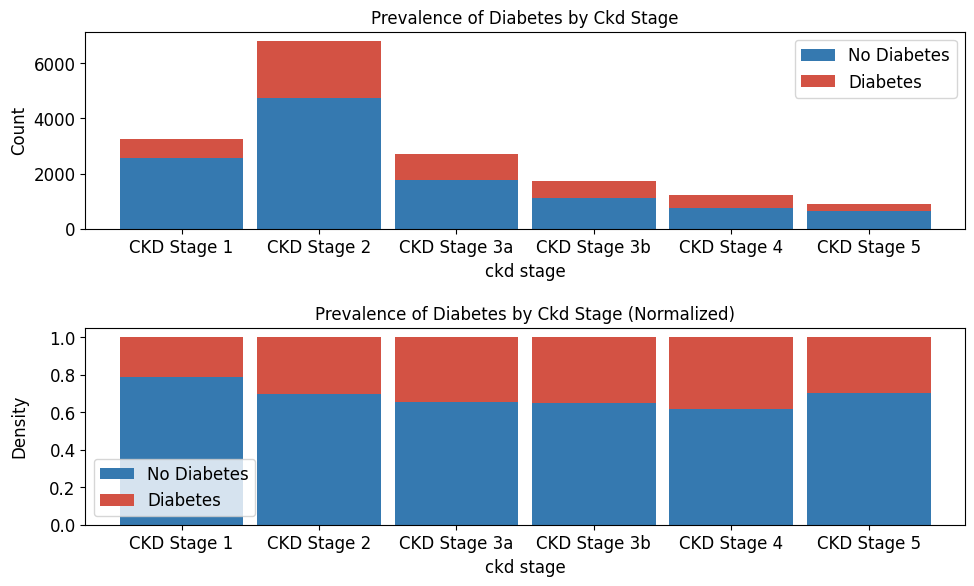 Prevalence of Diabetes by Ckd Stage
Count
6000
4000
2000
0
No Diabetes
Diabetes
CKD Stage 1 CKD Stage 2 CKD Stage 3a CKD Stage 3b CKD Stage 4 CKD Stage 5
ckd stage
Prevalence of Diabetes by Ckd Stage (Normalized)
Density
1.0
0.8
0.6
0.4
0.2
0.0
No Diabetes
Diabetes
CKD Stage 1 CKD Stage 2 CKD Stage 3a CKD Stage 3b CKD Stage 4 CKD Stage 5
ckd stage